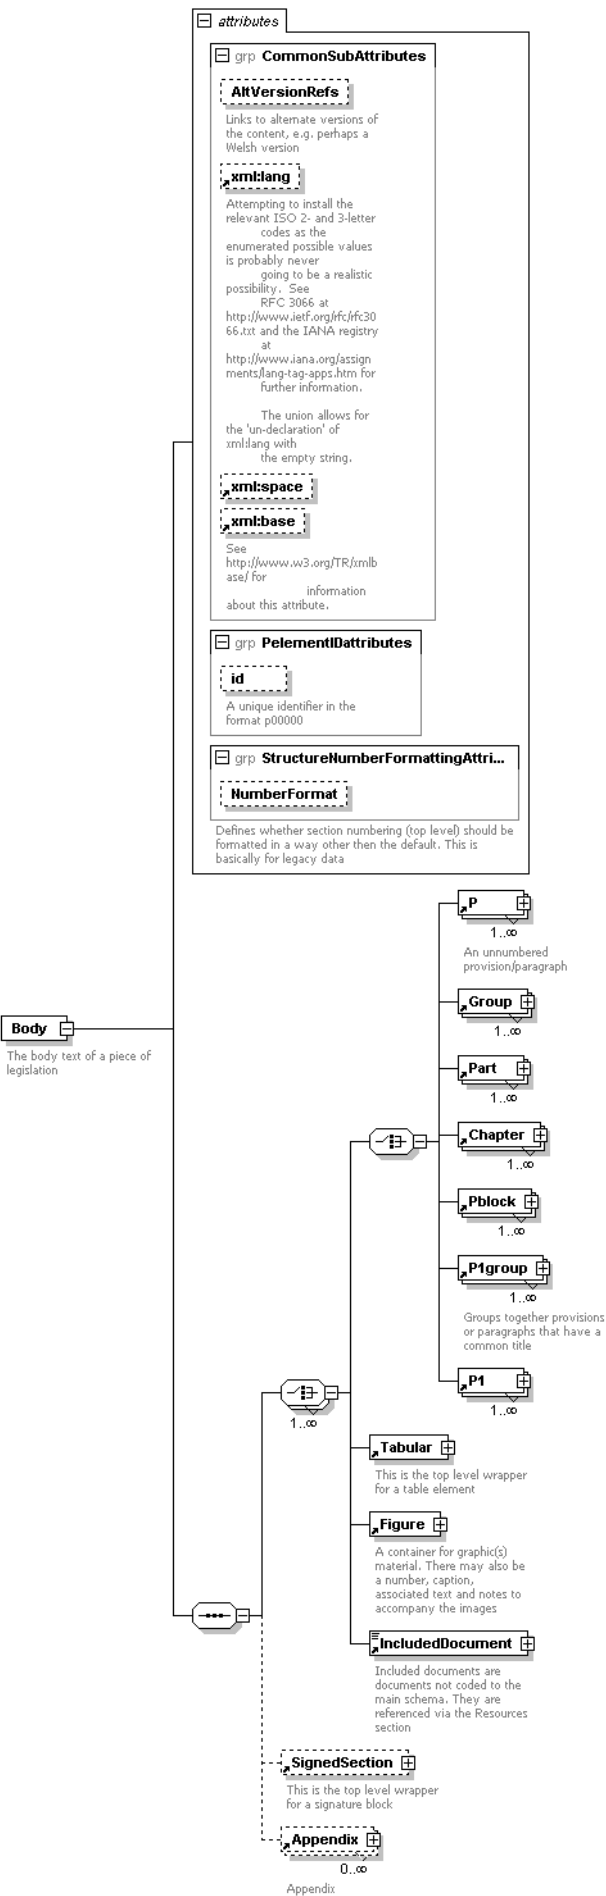 attributes
grp CommonSubAttributes
AltVersionRefs
Links to alternate versions of
the content, e.g. perhaps a
Welsh version
xml:lang
Attempting to install the
relevant ISO 2- and 3-letter
codes as the
enumerated possible values
is probably never
going to be a realistic
possibility. See
RFC 3066 at
http://www.ietf.org/rfc/rfc30
66.txt and the IANA registry
at
http://www.iana.org/assign
ments/lang-tag-apps.htm for
further information.
The union allows for
the 'un-declaration' of
xml:lang with
the empty string.
xml:space
xml:base
See
http://www.w3.org/TR/xmlb
ase/ for
information
about this attribute.
grp PelementIDattributes
id
A unique identifier in the
format p00000
grp StructureNumberFormattingAttri...
NumberFormat
Defines whether section numbering (top level) should be
formatted in a way other then the default. This is
basically for legacy data
P
1..∞
An unnumbered
provision/paragraph
Group
1..∞
Body
The body text of a piece of
legislation
Part
1..∞
Chapter
1..∞
Pblock
1..∞
P1group
1..∞
Groups together provisions
or paragraphs that have a
common title
P1
1..∞
1..∞
Tabular
This is the top level wrapper
for a table element
Figure
A container for graphic(s)
material. There may also be
a number, caption,
associated text and notes to
accompany the images
IncludedDocument
Included documents are
documents not coded to the
main schema. They are
referenced via the Resources
section
SignedSection
This is the top level wrapper
for a signature block
Appendix
0..∞
Appendix